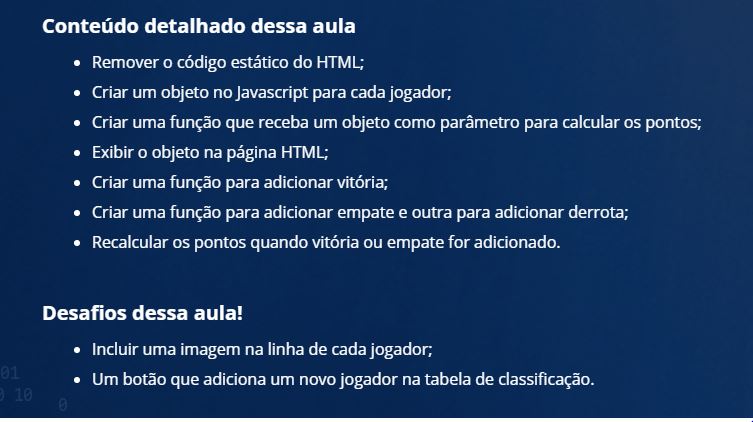 Conteúdo detalhado dessa aula
• Remover o código estático do HTML;
• Criar um objeto no Javascript para cada jogador;
• Criar uma função que receba um objeto como parâmetro para calcular os pontos;
• Exibir o objeto na página HTML;
• Criar uma função para adicionar vitória;
• Criar uma função para adicionar empate e outra para adicionar derrota;
• Recalcular os pontos quando vitória ou empate for adicionado.
Desafios dessa aula!
• Incluir uma imagem na linha de cada jogador;
• Um botão que adiciona um novo jogador na tabela de classificação.
01
0 10
0